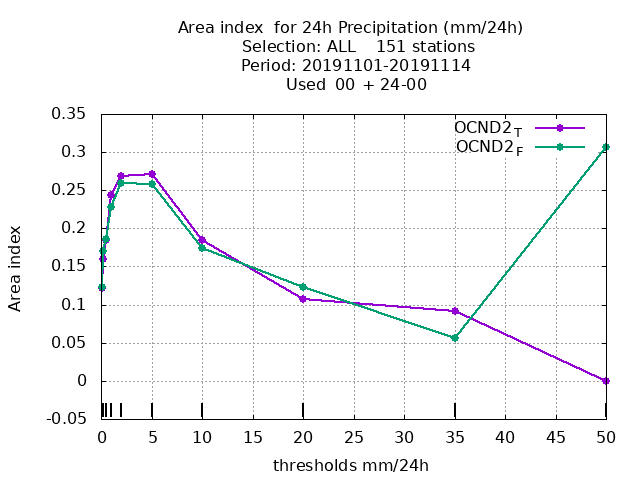 Area index  for 24h Precipitation (mm/24h)
Selection: ALL    151 stations
Period: 20191101-20191114
Used  00  + 24-00
OCND2_T
OCND2_F
0.35
0.3
0.25
0.2
0.15
0.1
0.05
0
-0.05
Area index
0 5 10 15 20 25 30 35 40 45 50
thresholds mm/24h